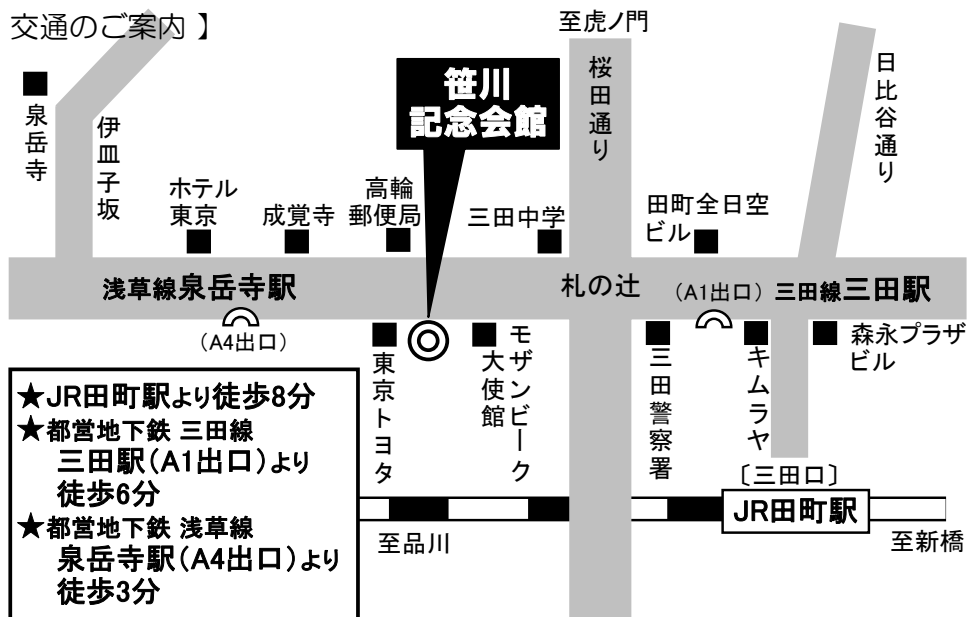 交通のご案内 】
至虎ノ門
笹川
記念会館
桜田通り
日比谷通り
泉岳寺
伊皿子坂
ホテル
東京
成覚寺
高輪
郵便局
三田中学
田町全日空
ビル
浅草線泉岳寺駅
札の辻
(A1出口)
三田線三田駅
(A4出口)
東京トヨタ
モザンビーク
大使館
三田警察署
キムラヤ
森永プラザ
ビル
★JR田町駅より徒歩8分
★都営地下鉄 三田線
三田駅(A1出口)より
徒歩6分
★都営地下鉄 浅草線
泉岳寺駅(A4出口)より
徒歩3分
〔三田口〕
JR田町駅
至品川
至新橋